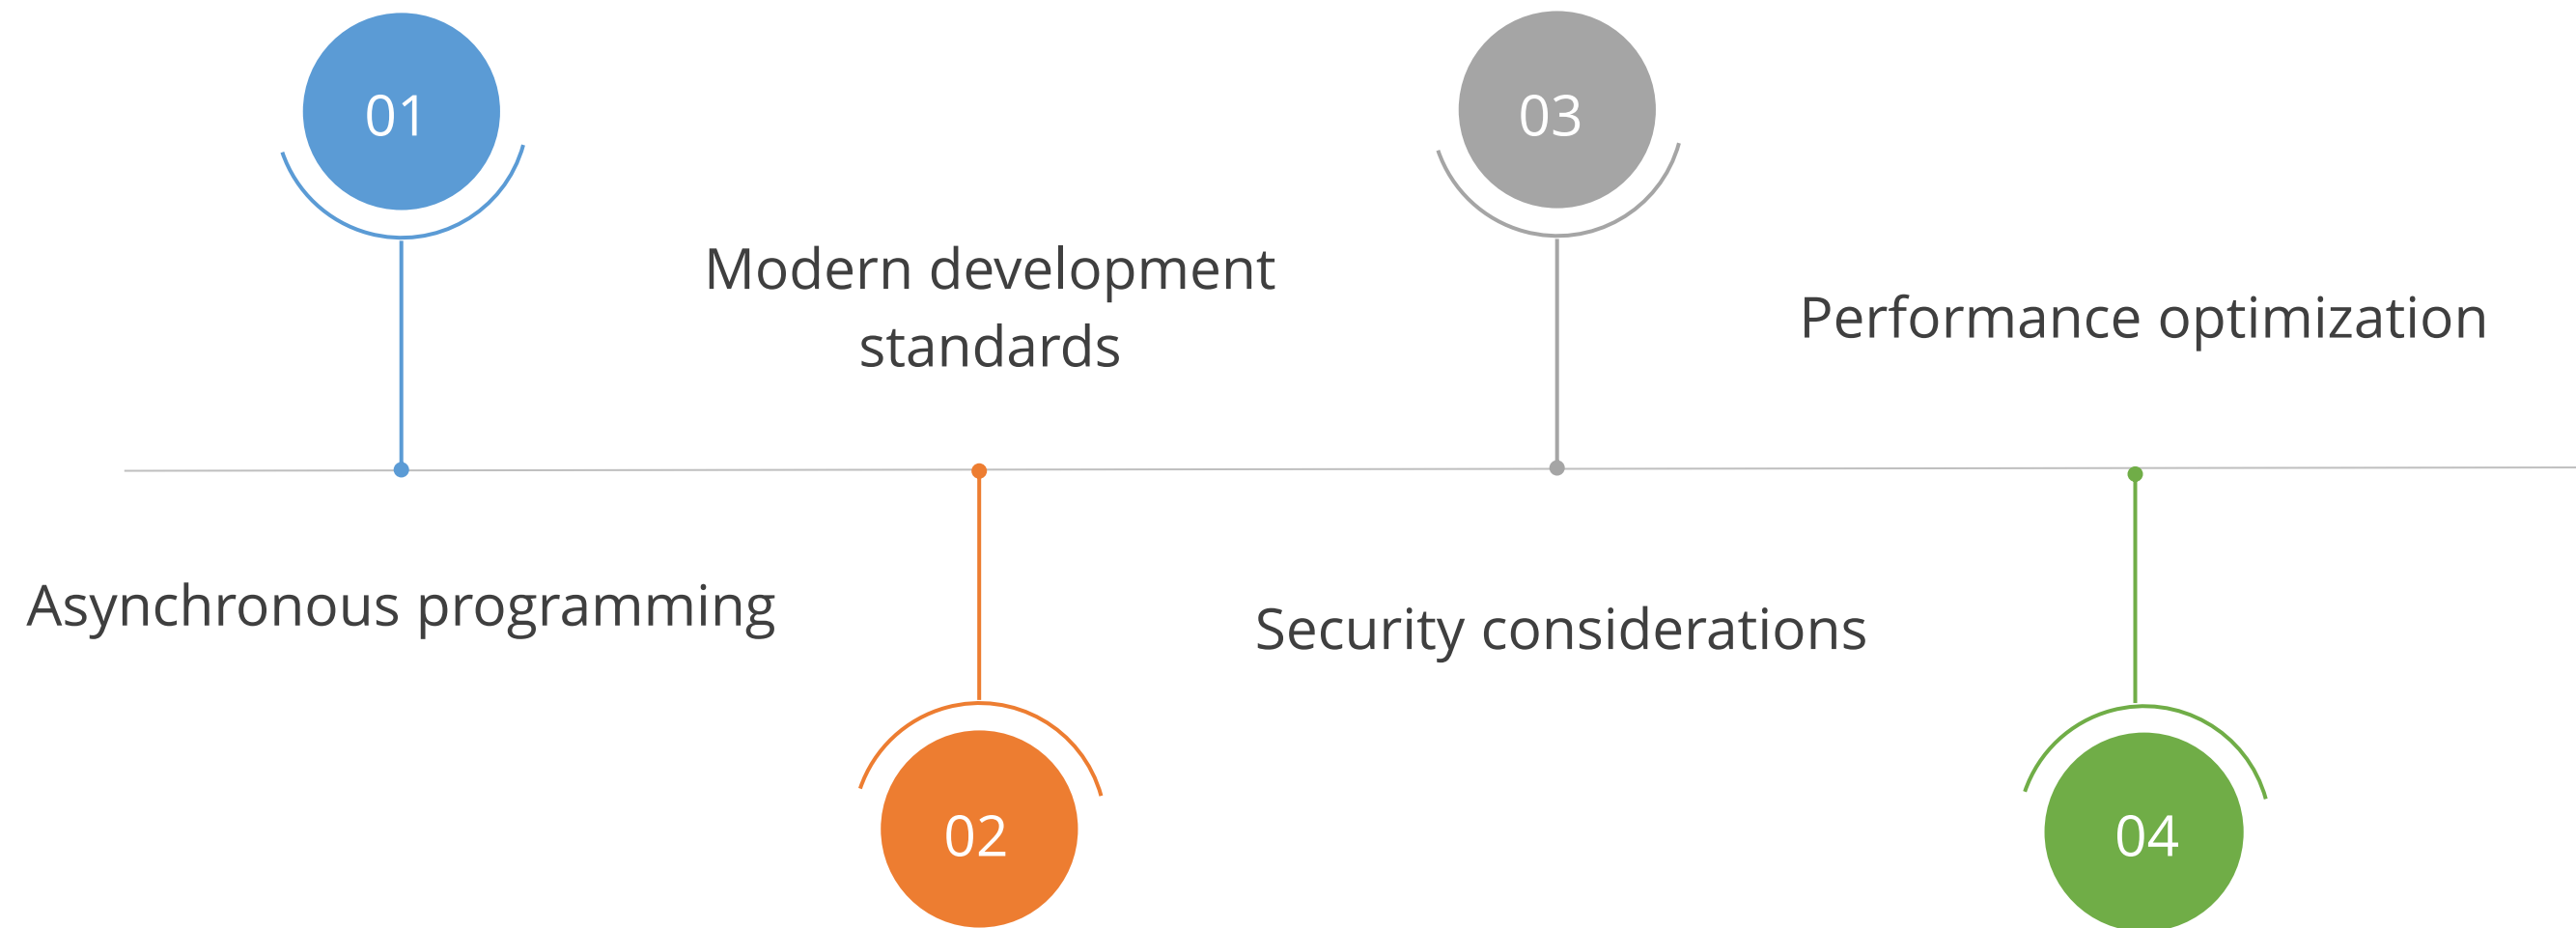 01
Asynchronous programming
Modern development
standards
02
03
Security considerations
Performance optimization
04